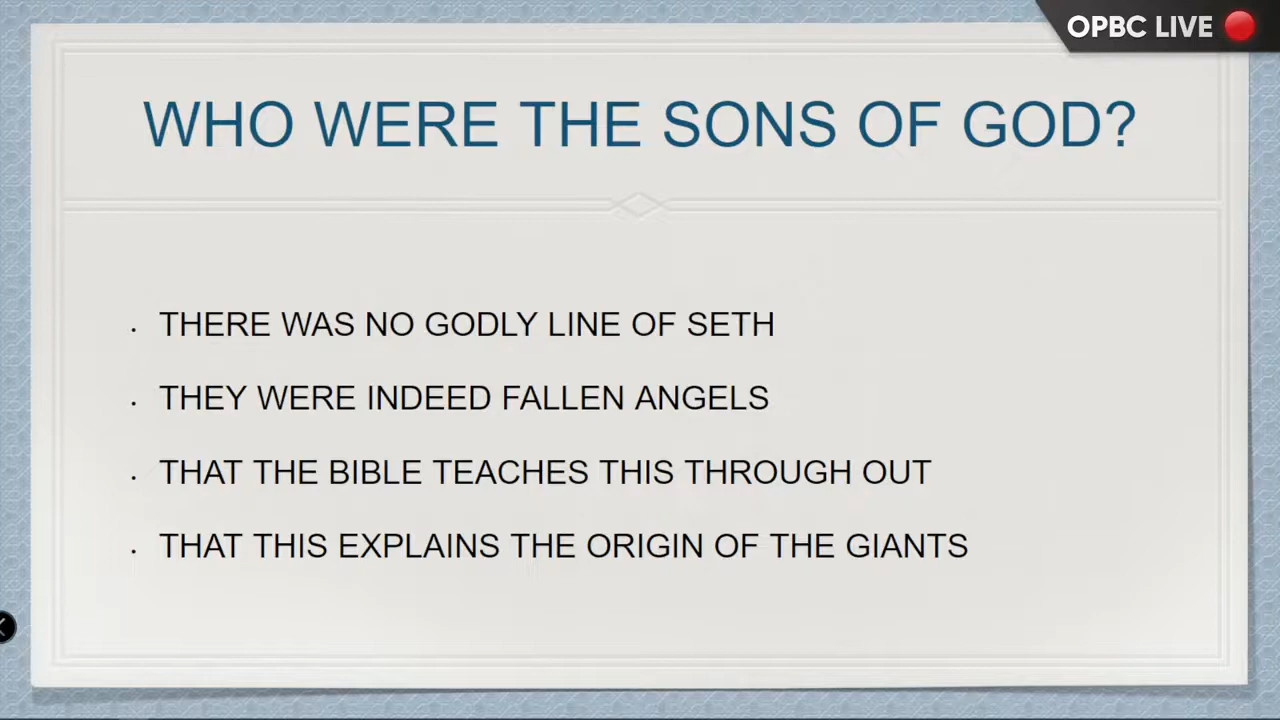 OPBC LIVE
WHO WERE THE SONS OF GOD?
. THERE WAS NO GODLY LINE OF SETH
. THEY WERE INDEED FALLEN ANGELS
. THAT THE BIBLE TEACHES THIS THROUGH OUT
. THAT THIS EXPLAINS THE ORIGIN OF THE GIANTS